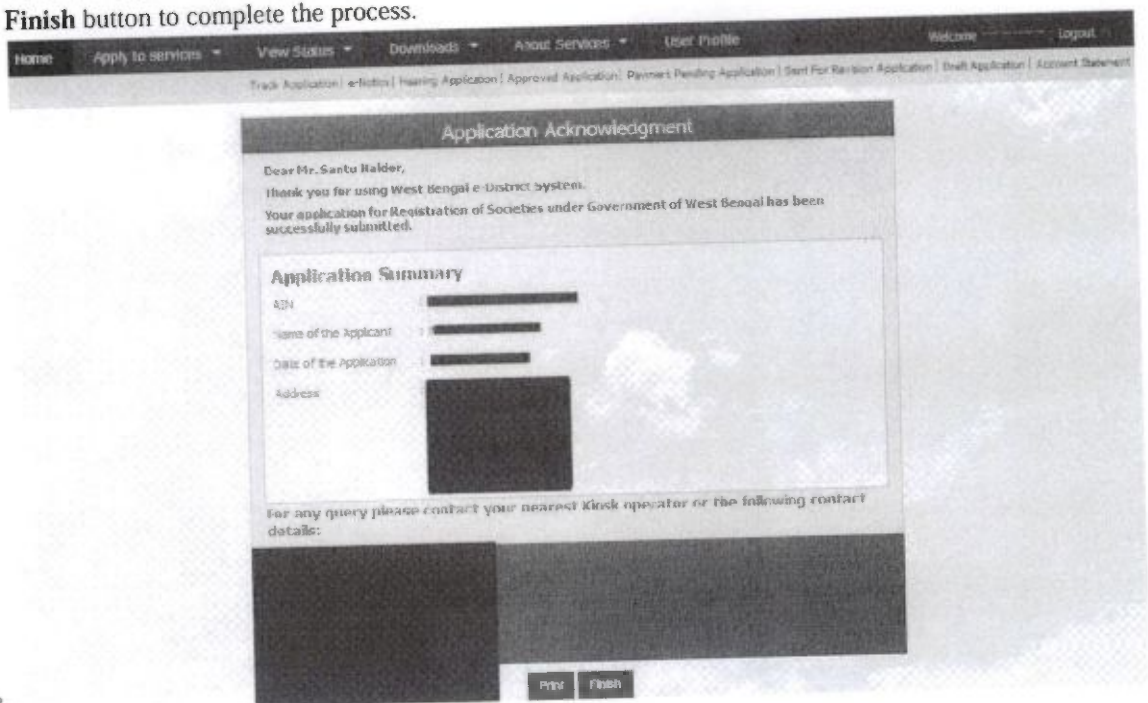 Finish button to complete the process.
Home Apply to services View Status Downloads About Services User Profile Welcome Logout
Track Application | e-Notice | Hearing Application | Approved Application | Payment Pending Application | Sent For Revision Application | Draft Application | Account Statement
Application Acknowledgment
Dear Mr. Santu Halder,
Thank you for using West Bengal e-District System.
Your application for Registration of Societies under Government of West Bengal has been
successfully submitted.
Application Summary
AIN :
Name of the Applicant :
Date of the Application :
Address
For any query please contact your nearest Kiosk operator or the following contact
details:
Print Finish